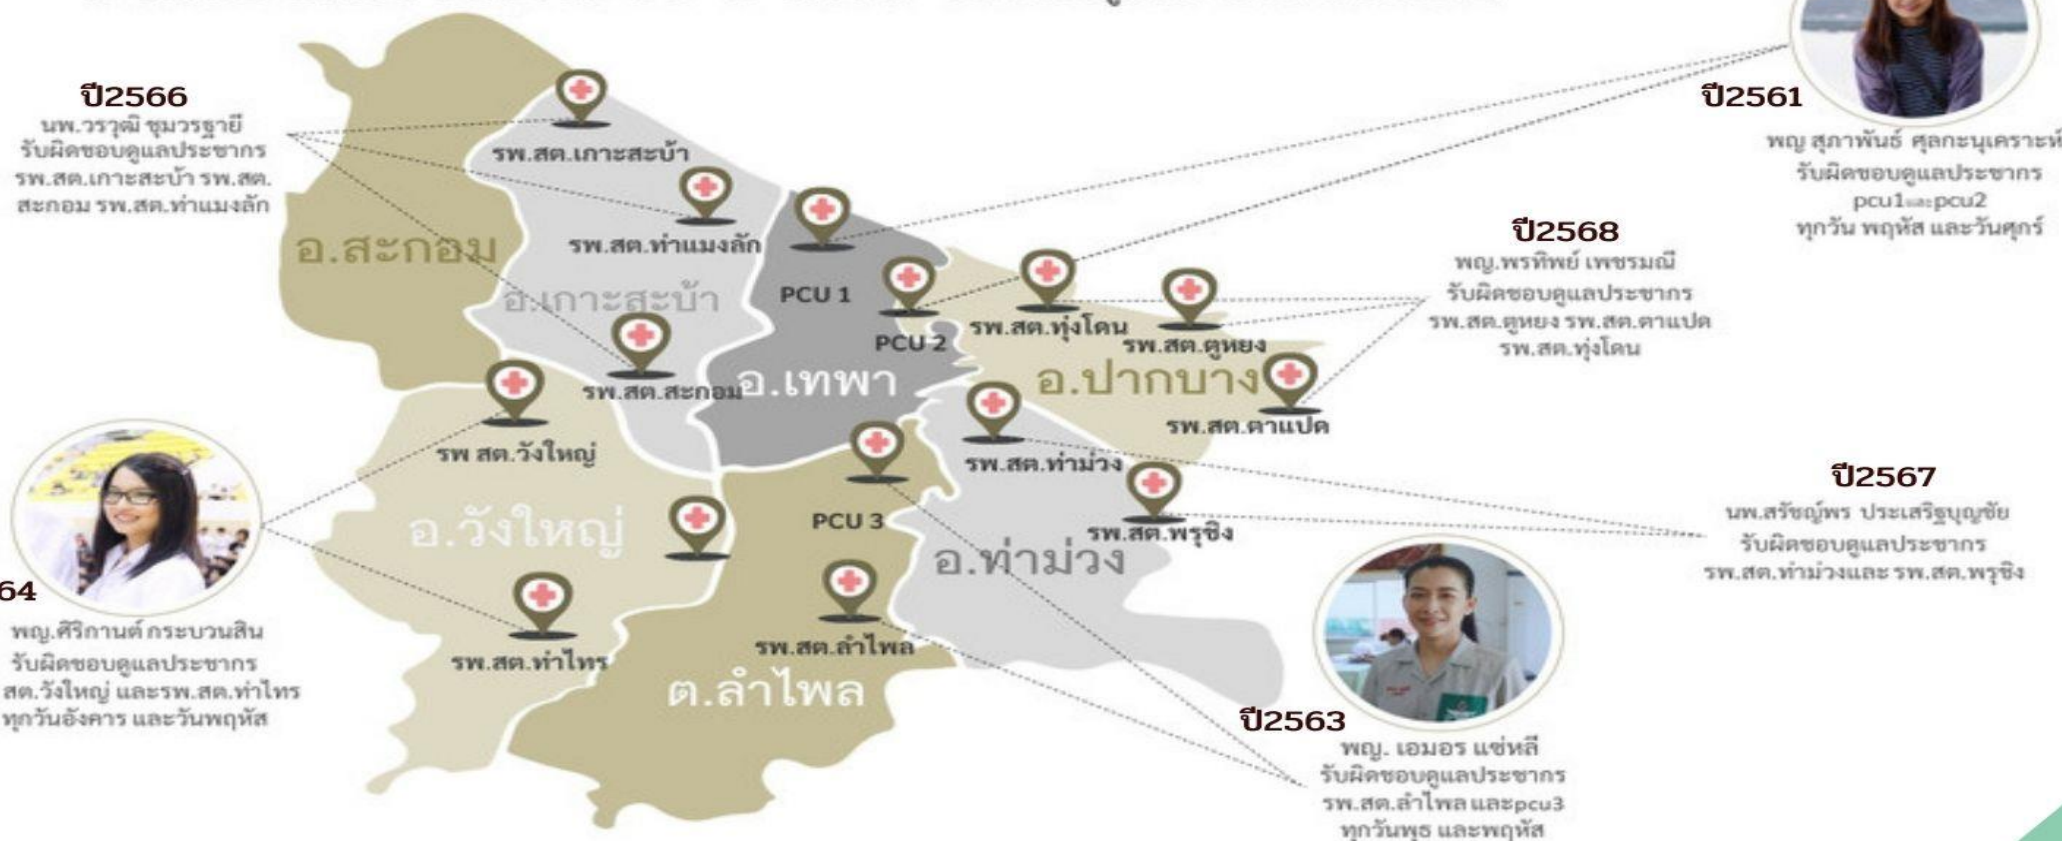 ปี2566
นพ.วรวุฒิ ชุมวรฐายี
รับผิดชอบดูแลประชากร
รพ.สต.เกาะสะบ้า รพ.สต.
สะกอม รพ.สต.ท่าแมงลัก
ปี2561
พญ สุภาพันธ์ ศุลกะนุเคราะห์
รับผิดชอบดูแลประชากร
pcu1และpcu2
ทุกวัน พฤหัส และวันศุกร์
รพ.สต.เกาะสะบ้า
รพ.สต.ท่าแมงลัก
อ.สะกอม
อ.เกาะสะบ้า
PCU 1
PCU 2
รพ.สต.สะกอม
อ.เทพา
รพ.สต.ทุ่งโดน
รพ.สต.ตูหยง
อ.ปากบาง
รพ.สต.ตาแปด
ปี2568
พญ.พรทิพย์ เพชรมณี
รับผิดชอบดูแลประชากร
รพ.สต.ตูหยง รพ.สต.ตาแปด
รพ.สต.ทุ่งโดน
รพ สต.วังใหญ่
อ.วังใหญ่
รพ.สต.ท่าไทร
PCU 3
รพ.สต.ลำไพล
ต.ลำไพล
รพ.สต.ท่าม่วง
รพ.สต.พรุชิง
อ.ท่าม่วง
ปี2567
นพ.สรัชญ์พร ประเสริฐบุญชัย
รับผิดชอบดูแลประชากร
รพ.สต.ท่าม่วงและ รพ.สต.พรุชิง
64
พญ.ศิริกานต์ กระบวนสิน
รับผิดชอบดูแลประชากร
สต.วังใหญ่ และรพ.สต.ท่าไทร
ทุกวันอังคาร และวันพฤหัส
ปี2563
พญ. เอมอร แซ่หลี
รับผิดชอบดูแลประชากร
รพ.สต.ลำไพล และpcu3
ทุกวันพุธ และพฤหัส